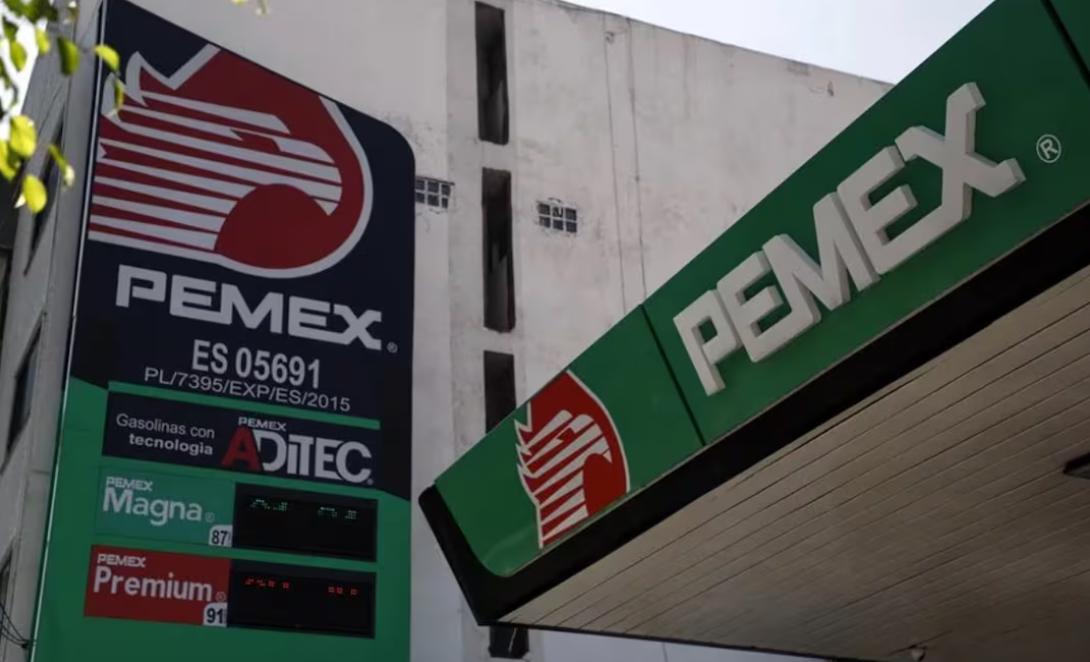 PEMEX®
ES 05691
PL/7395/EXP/ES/2015
Gasolinas con
tecnología
PEMEX
ADiTEC®
PEMEX
Magna®
87
PEMEX
Premium®
91
PEMEX®